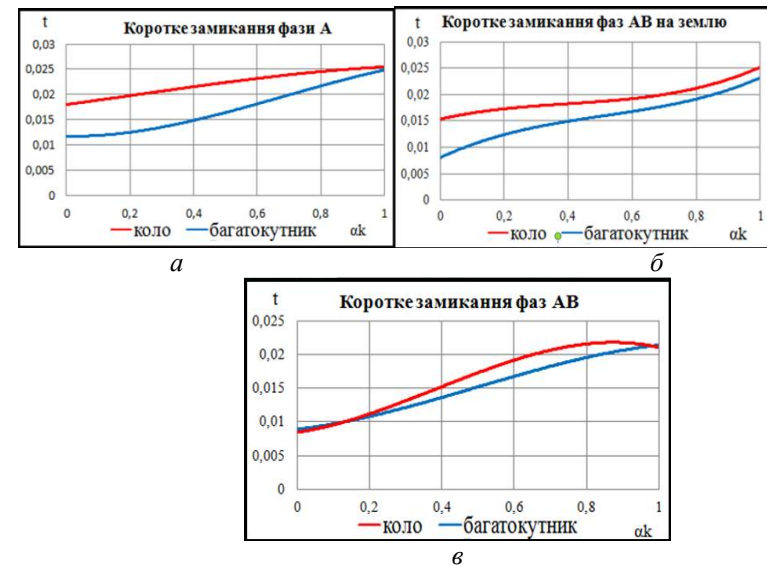 t
Коротке замикання фази А
0,03
0,025
0,02
0,015
0,01
0,005
0
0 0,2 0,4 0,6 0,8 1
коло багатокутник αk
а
t
Коротке замикання фаз АВ на землю
0,03
0,025
0,02
0,015
0,01
0,005
0
0 0,2 0,4 0,6 0,8 1
коло багатокутник αk
б
t
Коротке замикання фаз АВ
0,025
0,02
0,015
0,01
0,005
0
0 0,2 0,4 0,6 0,8 1
коло багатокутник αk
в